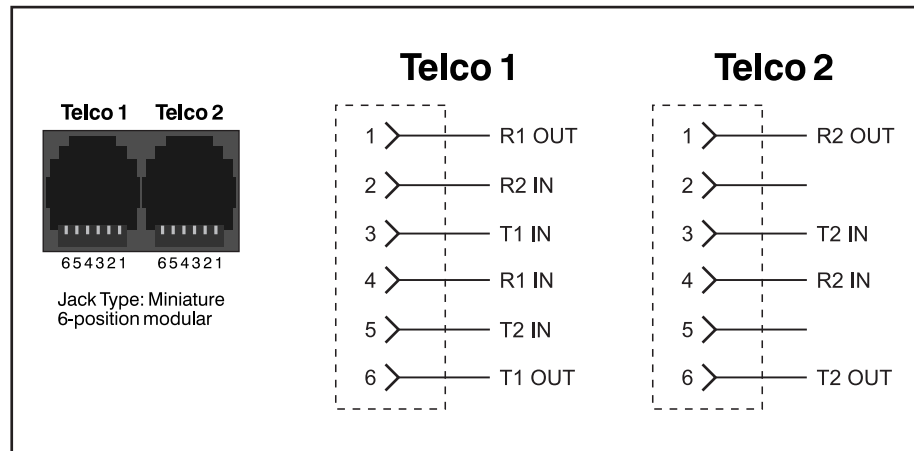 Telco 1 Telco 2
654321 654321
Jack Type: Miniature
6-position modular
Telco 1
1 R1 OUT
2 R2 IN
3 T1 IN
4 R1 IN
5 T2 IN
6 T1 OUT
Telco 2
1 R2 OUT
2
3 T2 IN
4 R2 IN
5
6 T2 OUT